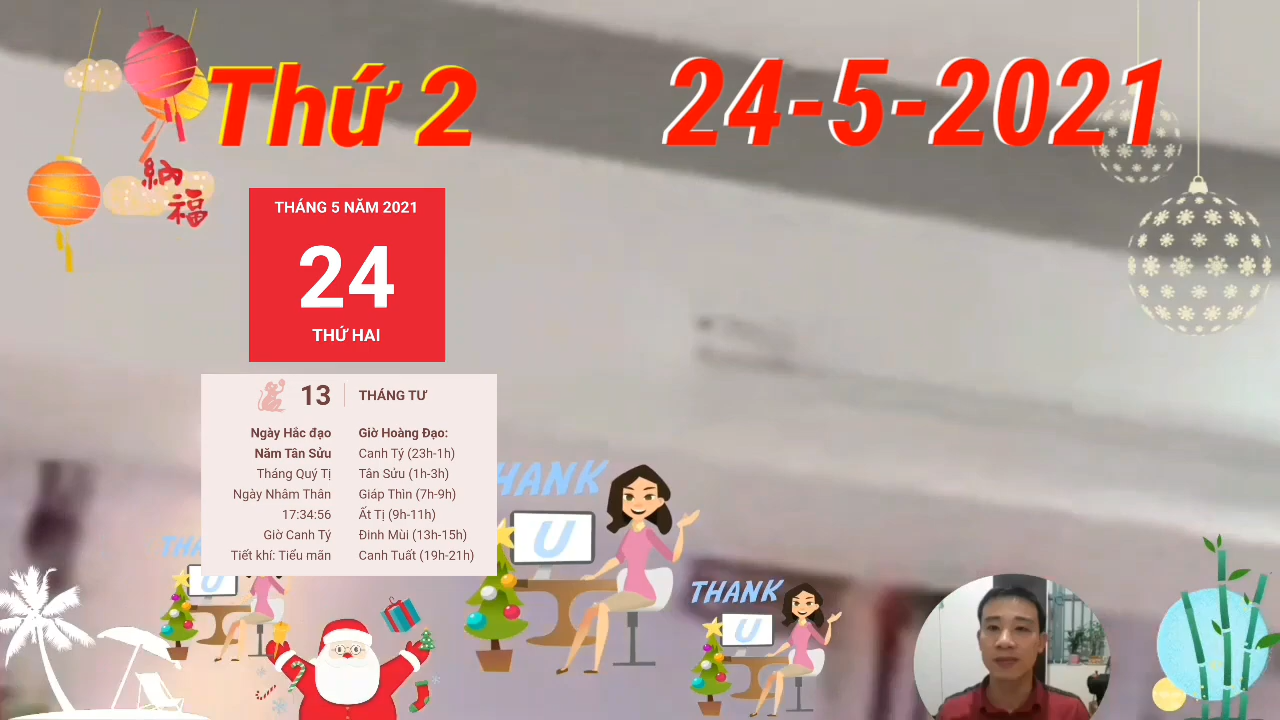 Thứ 2
24-5-2021
納
福
THÁNG 5 NĂM 2021
24
THỨ HAI
13
THÁNG TƯ
Ngày Hắc đạo
Năm Tân Sửu
Tháng Quý Tị
Ngày Nhâm Thân
17:34:56
Giờ Canh Tý
Tiết khí: Tiểu mãn
Giờ Hoàng Đạo:
Canh Tý (23h-1h)
Tân Sửu (1h-3h)
Giáp Thìn (7h-9h)
Ất Tị (9h-11h)
Đinh Mùi (13h-15h)
Canh Tuất (19h-21h)
HANK
U
THA
U
THANK
U